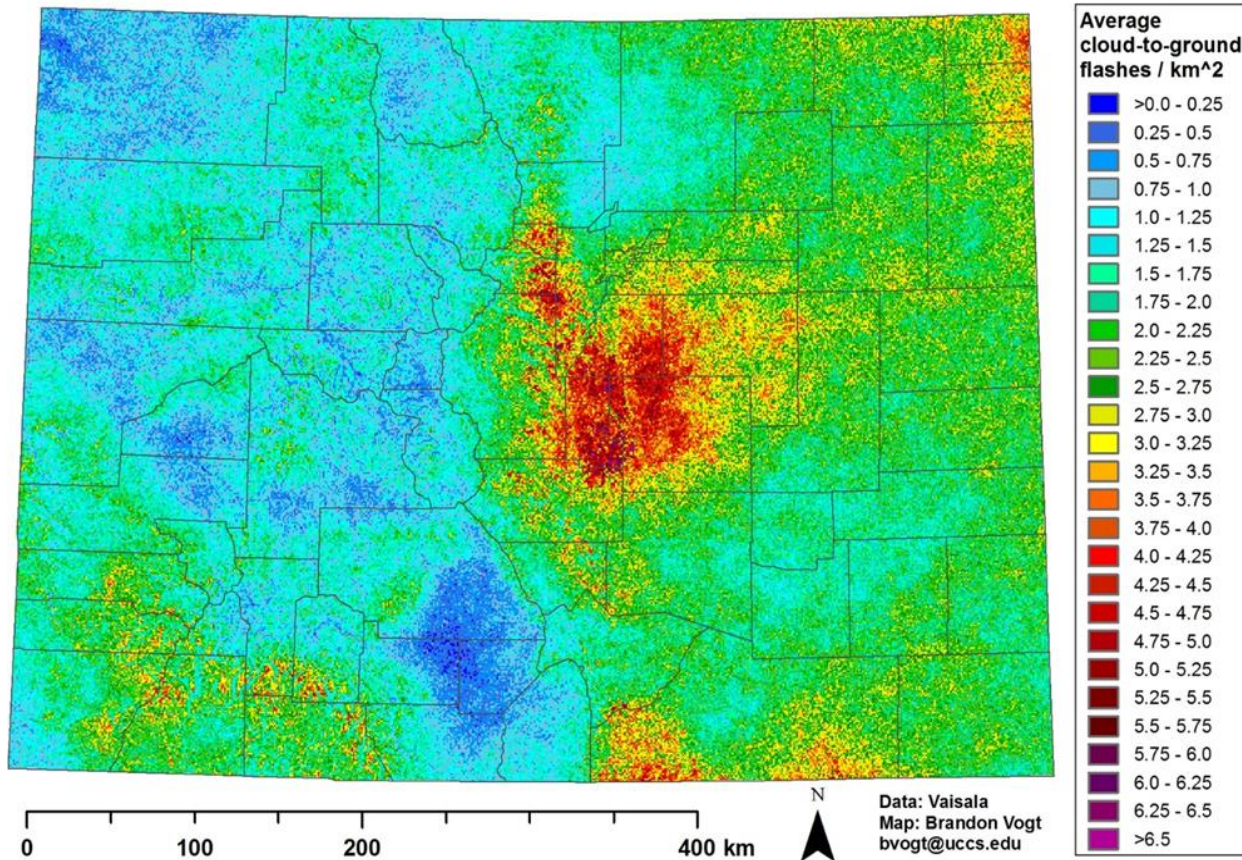 Average
cloud-to-ground
flashes / km^2
>0.0 - 0.25
0.25 - 0.5
0.5 - 0.75
0.75 - 1.0
1.0 - 1.25
1.25 - 1.5
1.5 - 1.75
1.75 - 2.0
2.0 - 2.25
2.25 - 2.5
2.5 - 2.75
2.75 - 3.0
3.0 - 3.25
3.25 - 3.5
3.5 - 3.75
3.75 - 4.0
4.0 - 4.25
4.25 - 4.5
4.5 - 4.75
4.75 - 5.0
5.0 - 5.25
5.25 - 5.5
5.5 - 5.75
5.75 - 6.0
6.0 - 6.25
6.25 - 6.5
>6.5
0 100 200 400 km
N
Data: Vaisala
Map: Brandon Vogt
bvogt@uccs.edu